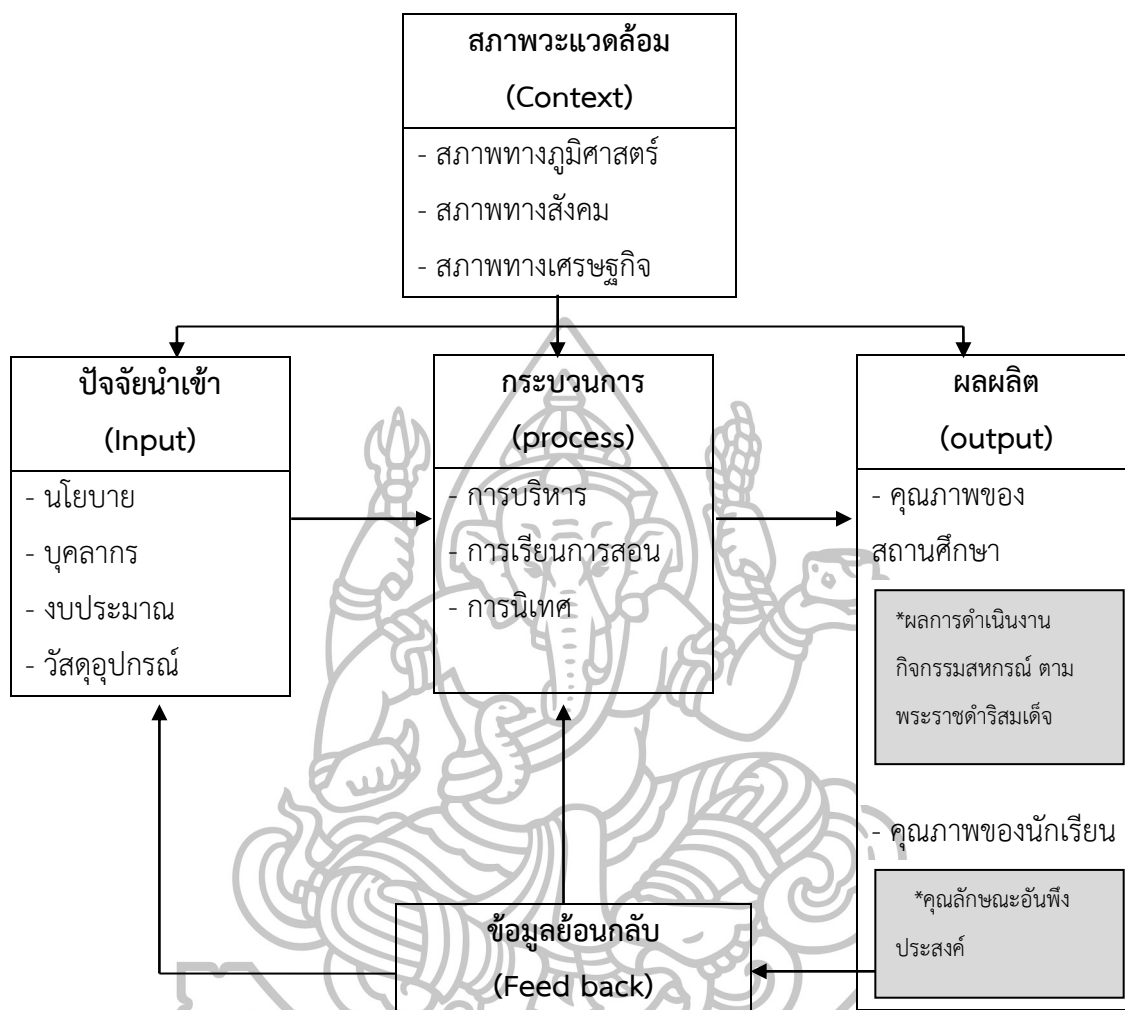 สภาพวะแวดล้อม
(Context)
- สภาพทางภูมิศาสตร์
- สภาพทางสังคม
- สภาพทางเศรษฐกิจ
ปัจจัยนำเข้า
(Input)
- นโยบาย
- บุคลากร
- งบประมาณ
- วัสดุอุปกรณ์
กระบวนการ
(process)
- การบริหาร
- การเรียนการสอน
- การนิเทศ
ผลผลิต
(output)
- คุณภาพของ
สถานศึกษา
*ผลการดำเนินงาน
กิจกรรมสหกรณ์ ตาม
พระราชดำริสมเด็จ
- คุณภาพของนักเรียน
*คุณลักษณะอันพึง
ประสงค์
ข้อมูลย้อนกลับ
(Feed back)